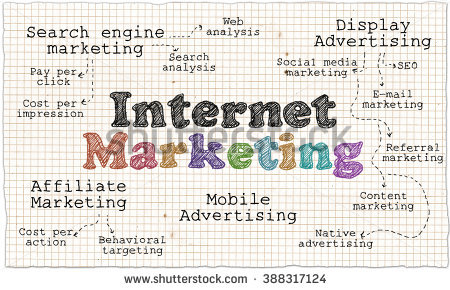 Search engine
marketing
Web
analysis
Search
analysis
Pay per
click
Cost per
impression
Display
Advertising
Social media
marketing
SEO
E-mail
marketing
Referral
marketing
Content
marketing
Native
advertising
Internet
Marketing
shutterstock
Affiliate
Marketing
Cost per
action
Behavioral
targeting
Mobile
Advertising
www.shutterstock.com · 388317124